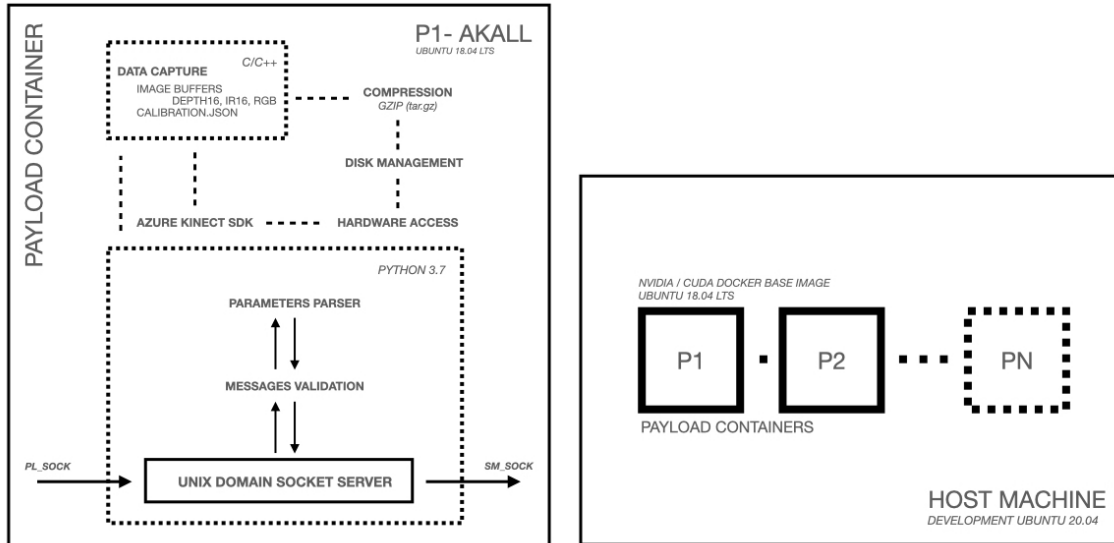 PAYLOAD CONTAINER
P1- AKALL
UBUNTU 18.04 LTS
C/C++
DATA CAPTURE
IMAGE BUFFERS
DEPTH16, IR16, RGB
CALIBRATION.JSON
COMPRESSION
GZIP (tar.gz)
DISK MANAGEMENT
AZURE KINECT SDK
HARDWARE ACCESS
PYTHON 3.7
PARAMETERS PARSER
MESSAGES VALIDATION
PL_SOCK
UNIX DOMAIN SOCKET SERVER
SM_SOCK
NVIDIA / CUDA DOCKER BASE IMAGE
UBUNTU 18.04 LTS
P1
P2
PN
PAYLOAD CONTAINERS
HOST MACHINE
DEVELOPMENT UBUNTU 20.04